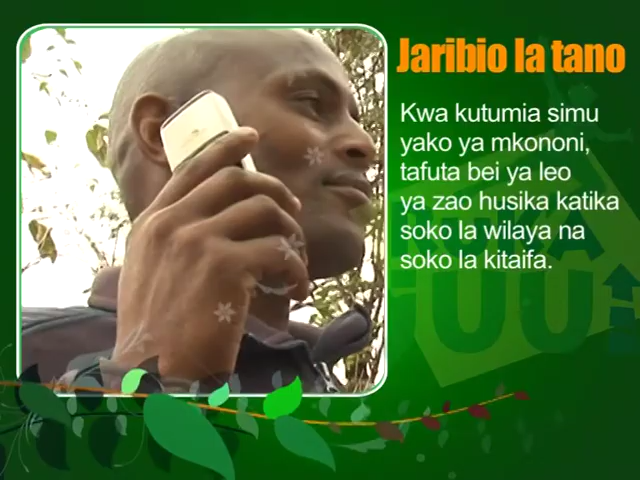 Jaribio la tano
Kwa kutumia simu
yako ya mkononi,
tafuta bei ya leo
ya zao husika katika
soko la wilaya na
soko la kitaifa.